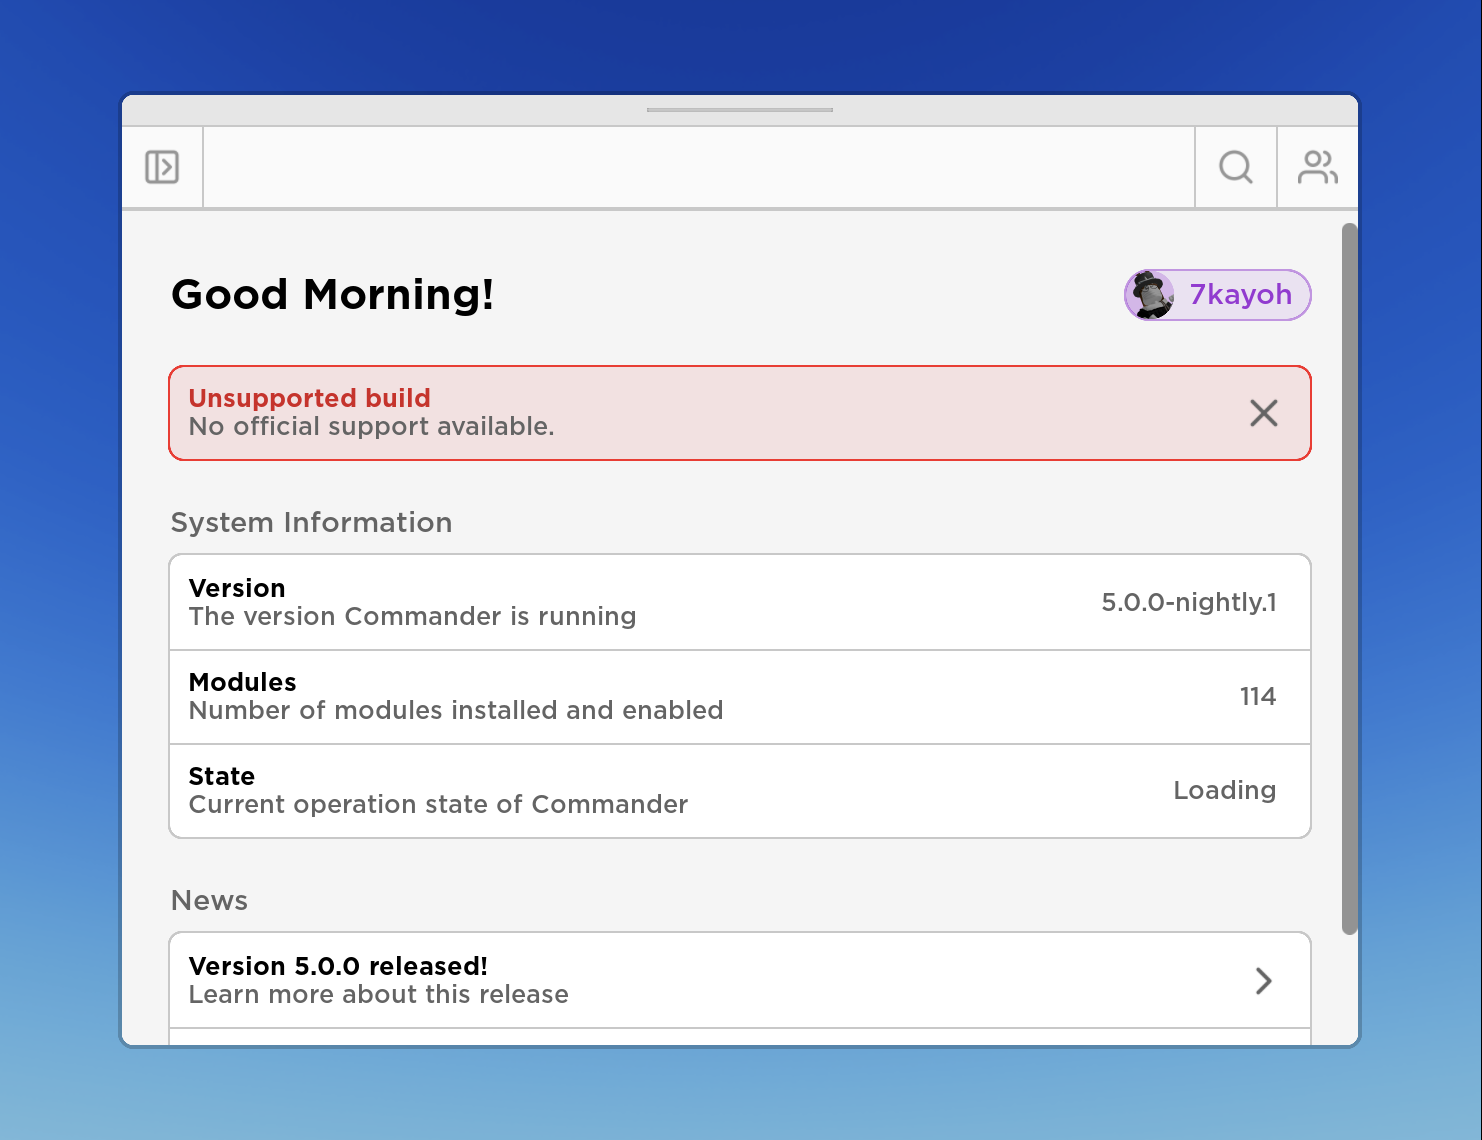 Good Morning!
7kayoh
Unsupported build
No official support available.
System Information
Version
The version Commander is running
5.0.0-nightly.1
Modules
Number of modules installed and enabled
114
State
Current operation state of Commander
Loading
News
Version 5.0.0 released!
Learn more about this release